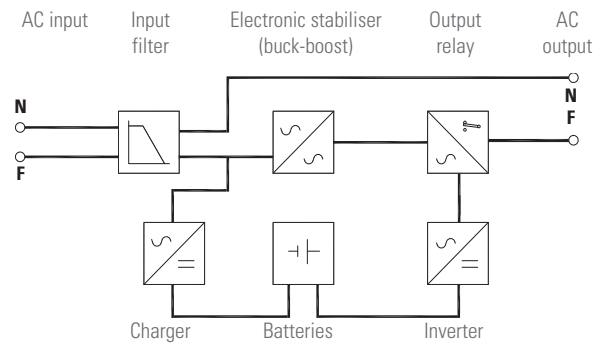 AC input
Input
filter
Electronic stabiliser
(buck-boost)
Output
relay
AC
output
N
F
N
F
Charger
Batteries
Inverter